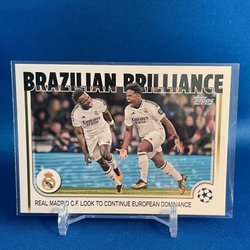 BRAZILIAN BRILLIANCE
Topps
REAL MADRID C.F. LOOK TO CONTINUE EUROPEAN DOMINANCE